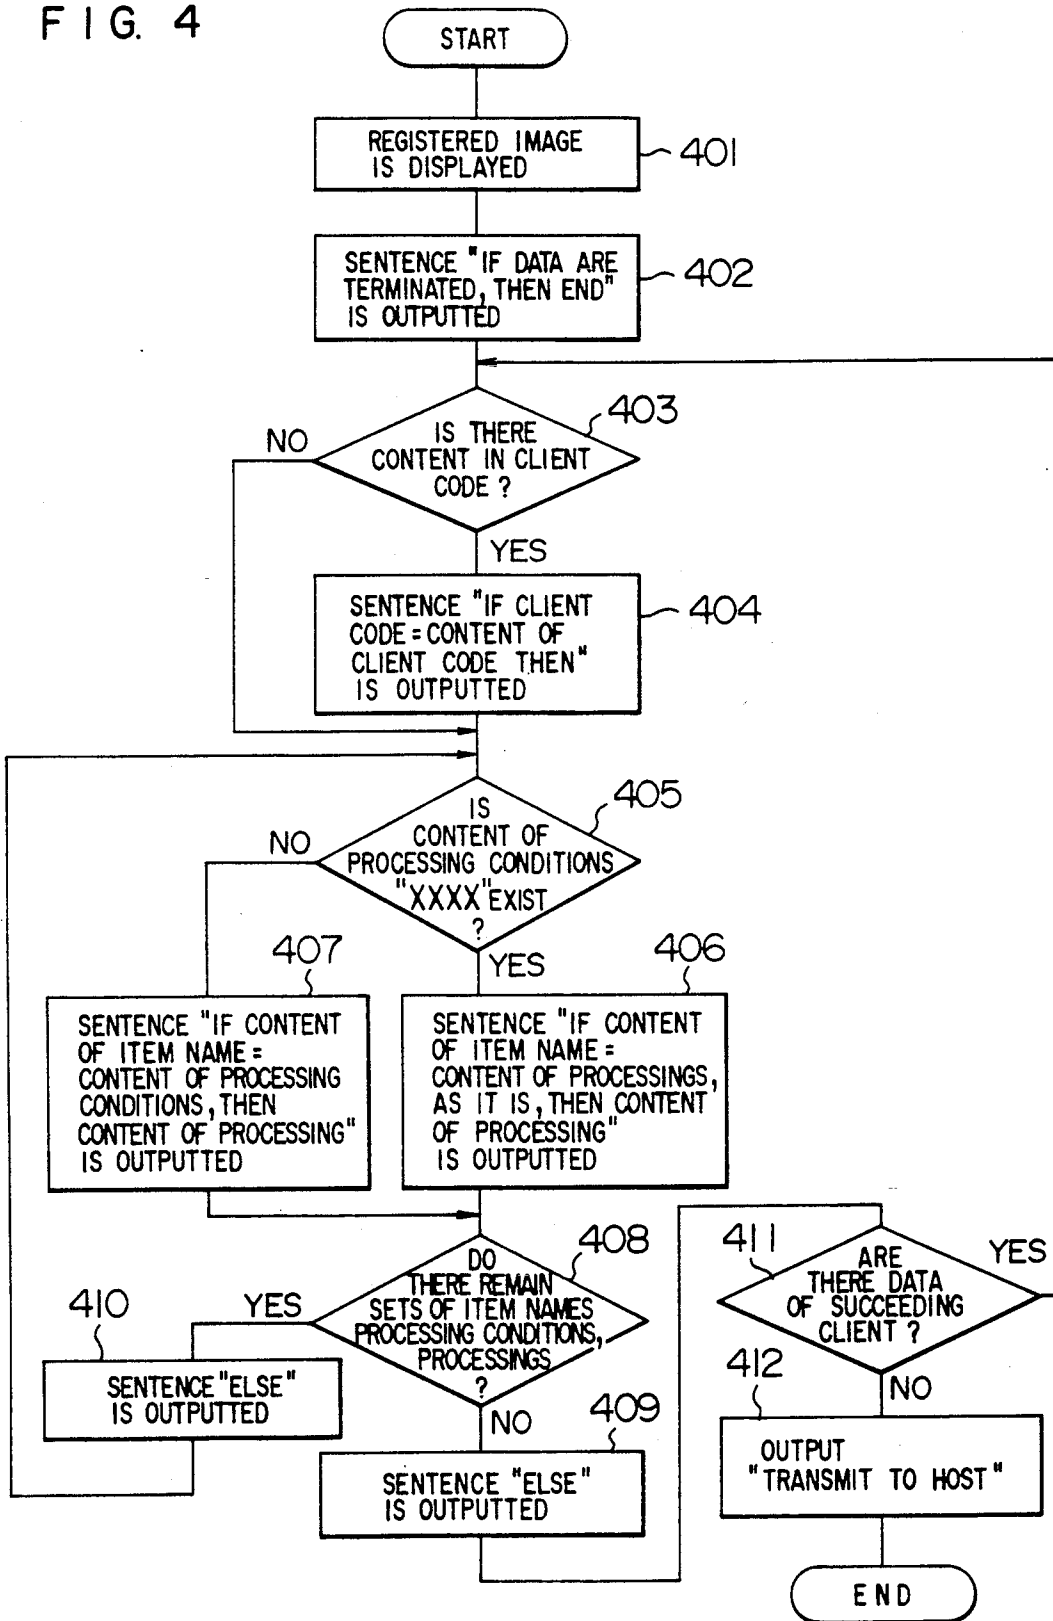 FIG. 4
START
REGISTERED IMAGE
IS DISPLAYED
401
SENTENCE "IF DATA ARE
TERMINATED, THEN END"
IS OUTPUTTED
402
403
IS THERE
CONTENT IN CLIENT
CODE ?
NO
YES
SENTENCE "IF CLIENT
CODE = CONTENT OF
CLIENT CODE THEN"
IS OUTPUTTED
404
405
IS
CONTENT OF
PROCESSING CONDITIONS
"XXXX" EXIST
?
NO
YES
407
SENTENCE "IF CONTENT
OF ITEM NAME =
CONTENT OF PROCESSING
CONDITIONS, THEN
CONTENT OF PROCESSING"
IS OUTPUTTED
406
SENTENCE "IF CONTENT
OF ITEM NAME =
CONTENT OF PROCESSINGS,
AS IT IS, THEN CONTENT
OF PROCESSING"
IS OUTPUTTED
408
DO
THERE REMAIN
SETS OF ITEM NAMES
PROCESSING CONDITIONS,
PROCESSINGS
?
YES
NO
410
SENTENCE "ELSE"
IS OUTPUTTED
409
SENTENCE "ELSE"
IS OUTPUTTED
411
ARE
THERE DATA
OF SUCCEEDING
CLIENT ?
YES
NO
412
OUTPUT
"TRANSMIT TO HOST"
END